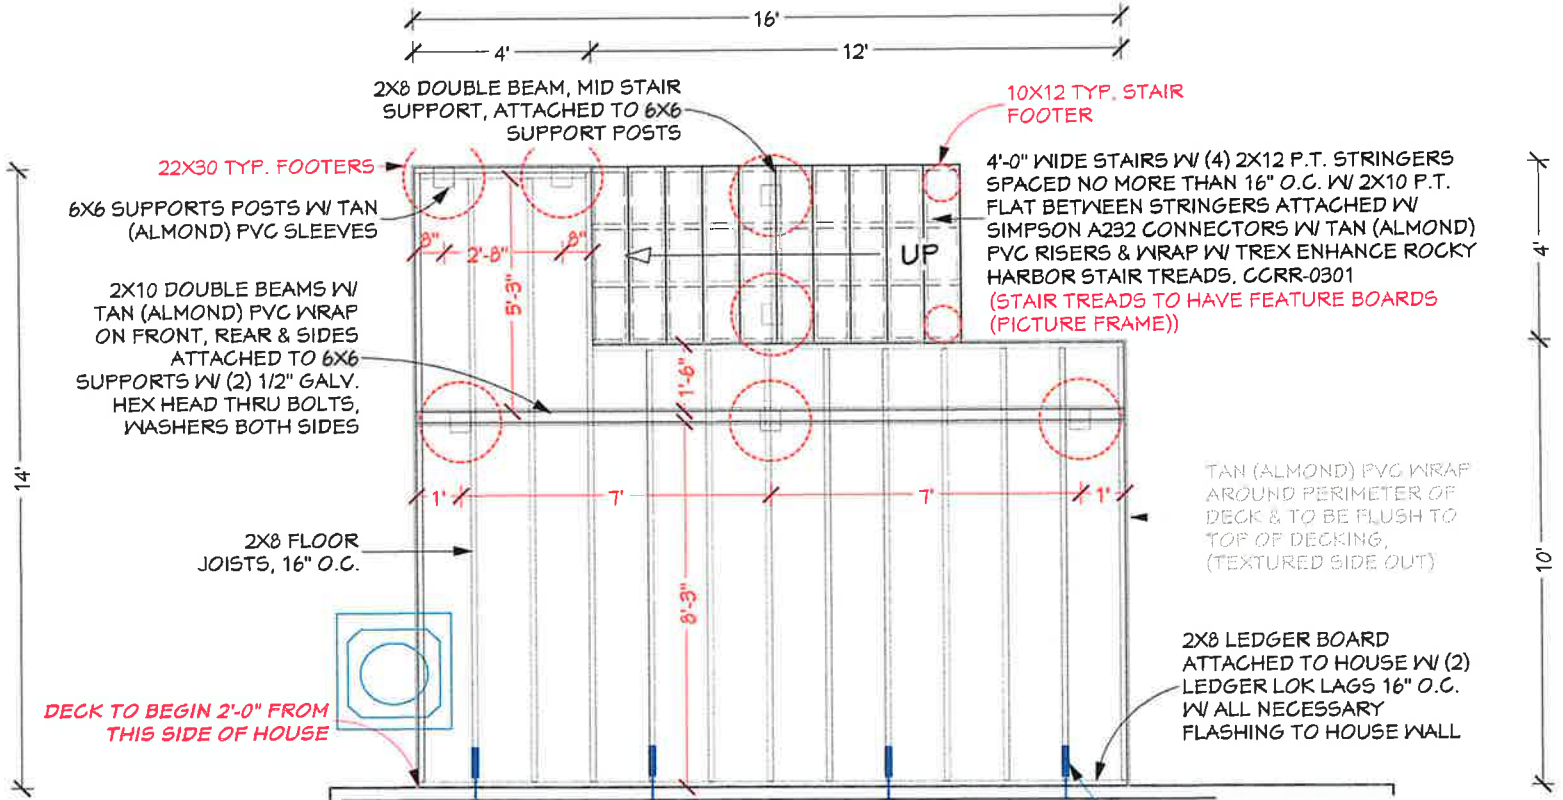 16'
4'
12'
2X8 DOUBLE BEAM, MID STAIR
SUPPORT, ATTACHED TO 6X6
SUPPORT POSTS
10X12 TYP. STAIR
FOOTER
22X30 TYP. FOOTERS
6X6 SUPPORTS POSTS W/ TAN
(ALMOND) PVC SLEEVES
4'-0" WIDE STAIRS W/ (4) 2X12 P.T. STRINGERS
SPACED NO MORE THAN 16" O.C. W/ 2X10 P.T.
FLAT BETWEEN STRINGERS ATTACHED W/
SIMPSON A232 CONNECTORS W/ TAN (ALMOND)
PVC RISERS & WRAP W/ TREX ENHANCE ROCKY
HARBOR STAIR TREADS. CCRR-0301
(STAIR TREADS TO HAVE FEATURE BOARDS
(PICTURE FRAME))
4'
8"
2'-8"
8"
UP
5'-3"
2X10 DOUBLE BEAMS W/
TAN (ALMOND) PVC WRAP
ON FRONT, REAR & SIDES
ATTACHED TO 6X6
SUPPORTS W/ (2) 1/2" GALV.
HEX HEAD THRU BOLTS,
WASHERS BOTH SIDES
1'-6"
14'
1'
7'
7'
1'
TAN (ALMOND) PVC WRAP
AROUND PERIMETER OF
DECK & TO BE FLUSH TO
TOP OF DECKING,
(TEXTURED SIDE OUT)
2X8 FLOOR
JOISTS, 16" O.C.
8'-3"
10'
2X8 LEDGER BOARD
ATTACHED TO HOUSE W/ (2)
LEDGER LOK LAGS 16" O.C.
W/ ALL NECESSARY
FLASHING TO HOUSE WALL
DECK TO BEGIN 2'-0" FROM
THIS SIDE OF HOUSE